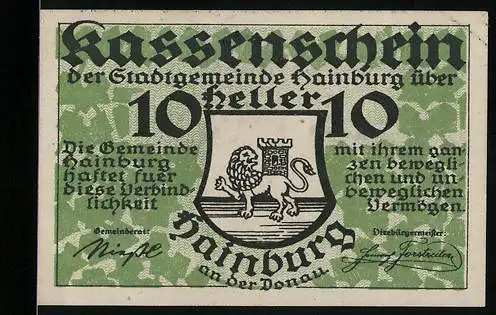 Kassenschein
der Stadtgemeinde Hainburg über
10 Heller 10
Die Gemeinde
Hainburg
haftet fuer
diese Verbind-
lichkeit
mit ihrem gan-
zen bewegli-
chen und un-
beweglichen
Vermögen.
Gemeinderat:
Vizebürgermeister:
Hainburg
an der Donau